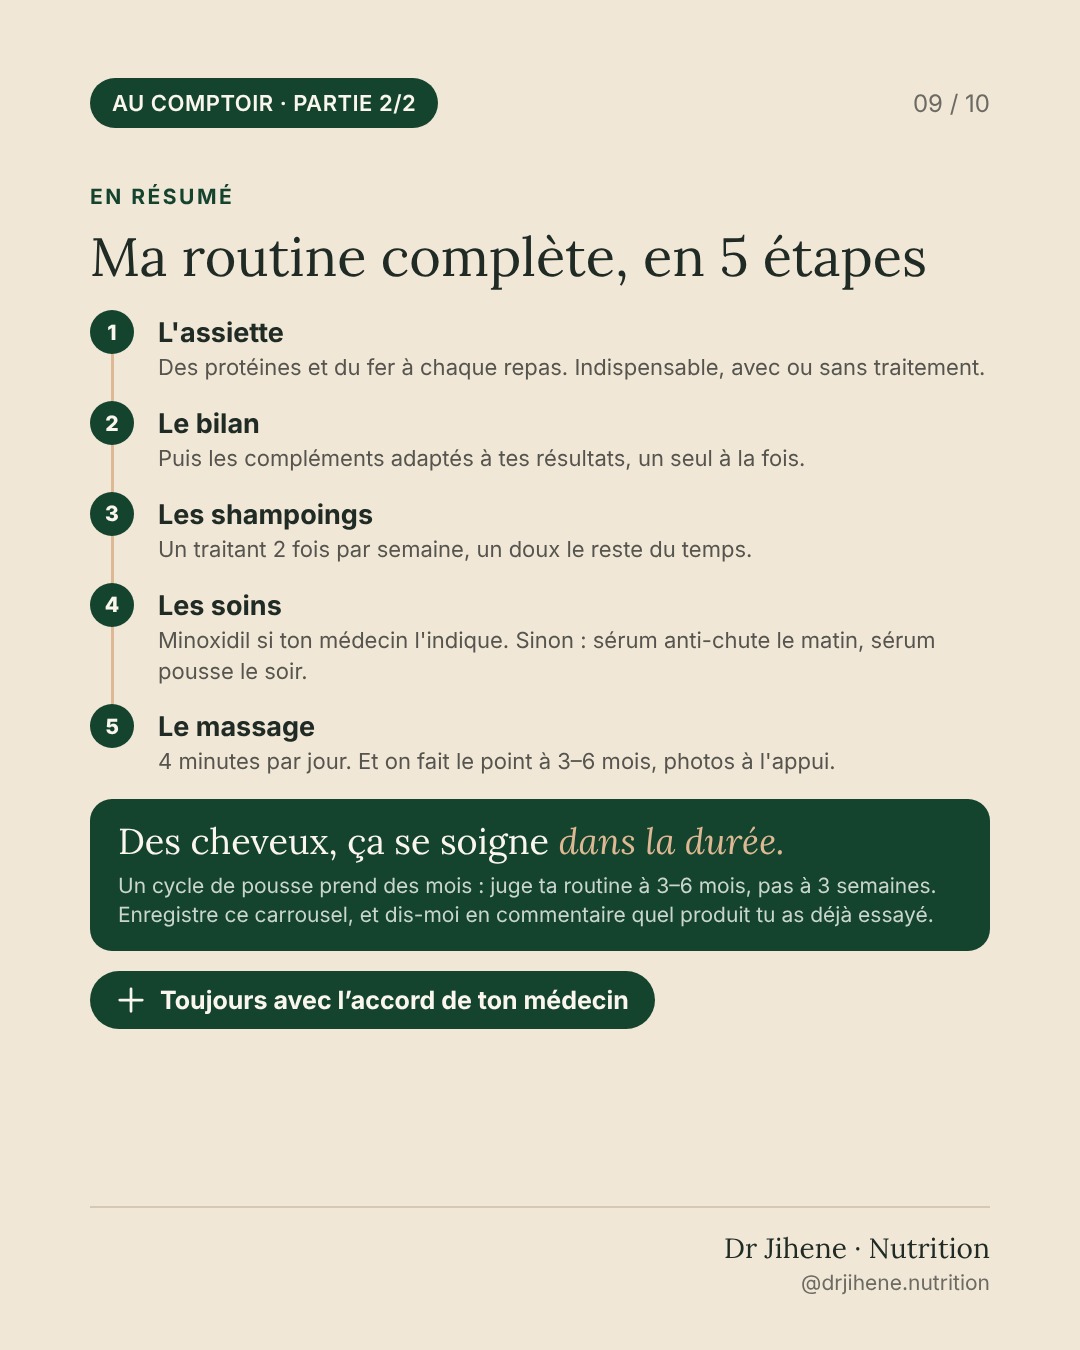 AU COMPTOIR · PARTIE 2/2
09 / 10
EN RÉSUMÉ
Ma routine complète, en 5 étapes
1
L'assiette
Des protéines et du fer à chaque repas. Indispensable, avec ou sans traitement.
2
Le bilan
Puis les compléments adaptés à tes résultats, un seul à la fois.
3
Les shampoings
Un traitant 2 fois par semaine, un doux le reste du temps.
4
Les soins
Minoxidil si ton médecin l'indique. Sinon : sérum anti-chute le matin, sérum
pousse le soir.
5
Le massage
4 minutes par jour. Et on fait le point à 3–6 mois, photos à l'appui.
Des cheveux, ça se soigne dans la durée.
Un cycle de pousse prend des mois : juge ta routine à 3–6 mois, pas à 3 semaines.
Enregistre ce carrousel, et dis-moi en commentaire quel produit tu as déjà essayé.
Toujours avec l’accord de ton médecin
Dr Jihene · Nutrition
@drjihene.nutrition